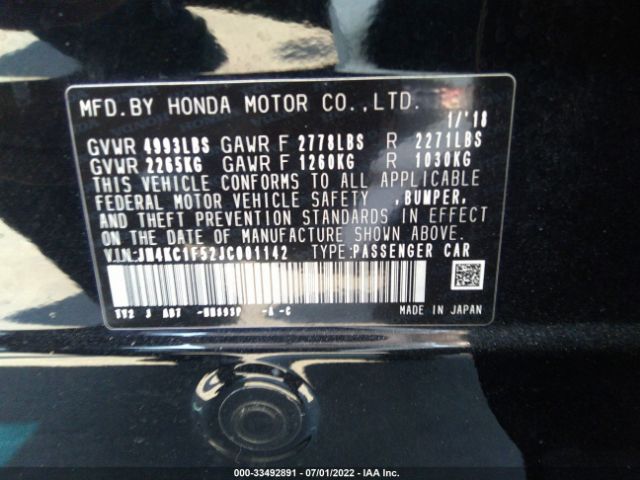 MFD.BY HONDA MOTOR CO.,LTD.
1/'18
GVWR 4993LBS GAWR F 2778LBS R 2271LBS
GVWR 2265KG GAWR F 1260KG R 1030KG
THIS VEHICLE CONFORMS TO ALL APPLICABLE
FEDERAL MOTOR VEHICLE SAFETY ,BUMPER,
AND THEFT PREVENTION STANDARDS IN EFFECT ON
THE DATE OF MANUFACTURE SHOWN ABOVE.
V.I.N:JH4KC1F52JC001142 TYPE:PASSENGER CAR
TY2 J A -A -C MADE IN JAPAN
000-33492891 - 07/01/2022 - IAA Inc.